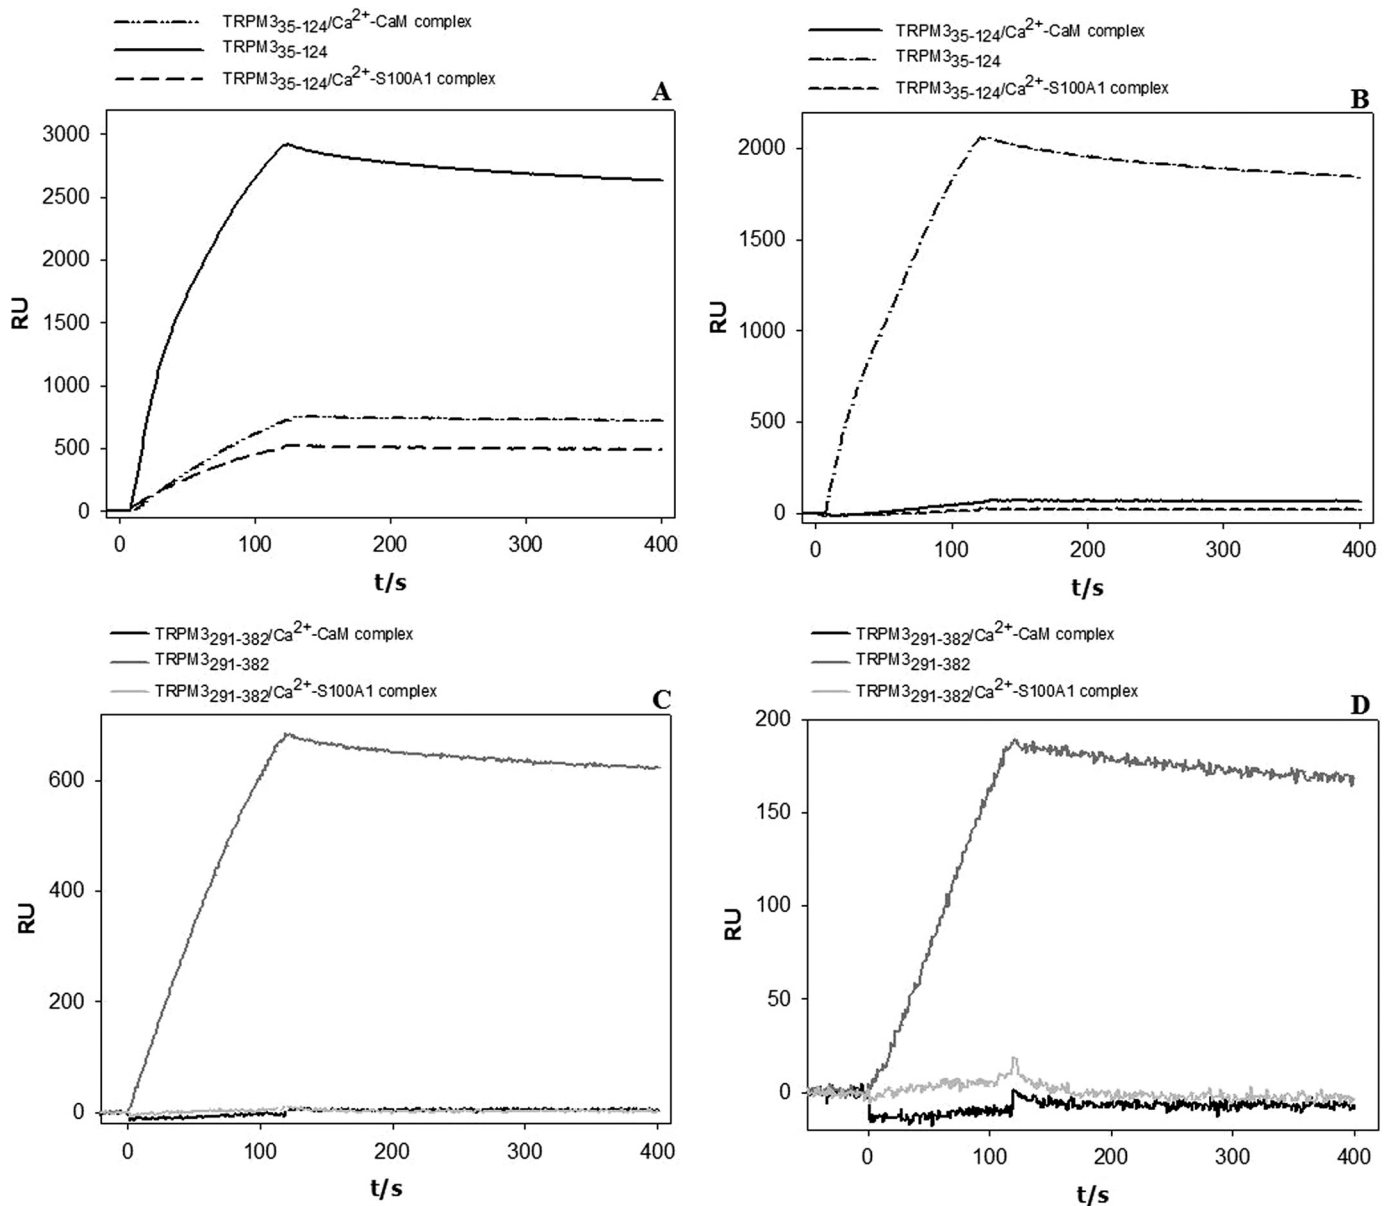 TRPM3₃₅₋₁₂₄/Ca²⁺-CaM complex
TRPM3₃₅₋₁₂₄
TRPM3₃₅₋₁₂₄/Ca²⁺-S100A1 complex
A
3000
2500
2000
1500
1000
500
0
RU
0 100 200 300 400
t/s
TRPM3₃₅₋₁₂₄/Ca²⁺-CaM complex
TRPM3₃₅₋₁₂₄
TRPM3₃₅₋₁₂₄/Ca²⁺-S100A1 complex
B
2000
1500
1000
500
0
RU
0 100 200 300 400
t/s
TRPM3₂₉₁₋₃₈₂/Ca²⁺-CaM complex
TRPM3₂₉₁₋₃₈₂
TRPM3₂₉₁₋₃₈₂/Ca²⁺-S100A1 complex
C
600
400
200
0
RU
0 100 200 300 400
t/s
TRPM3₂₉₁₋₃₈₂/Ca²⁺-CaM complex
TRPM3₂₉₁₋₃₈₂
TRPM3₂₉₁₋₃₈₂/Ca²⁺-S100A1 complex
D
200
150
100
50
0
RU
0 100 200 300 400
t/s